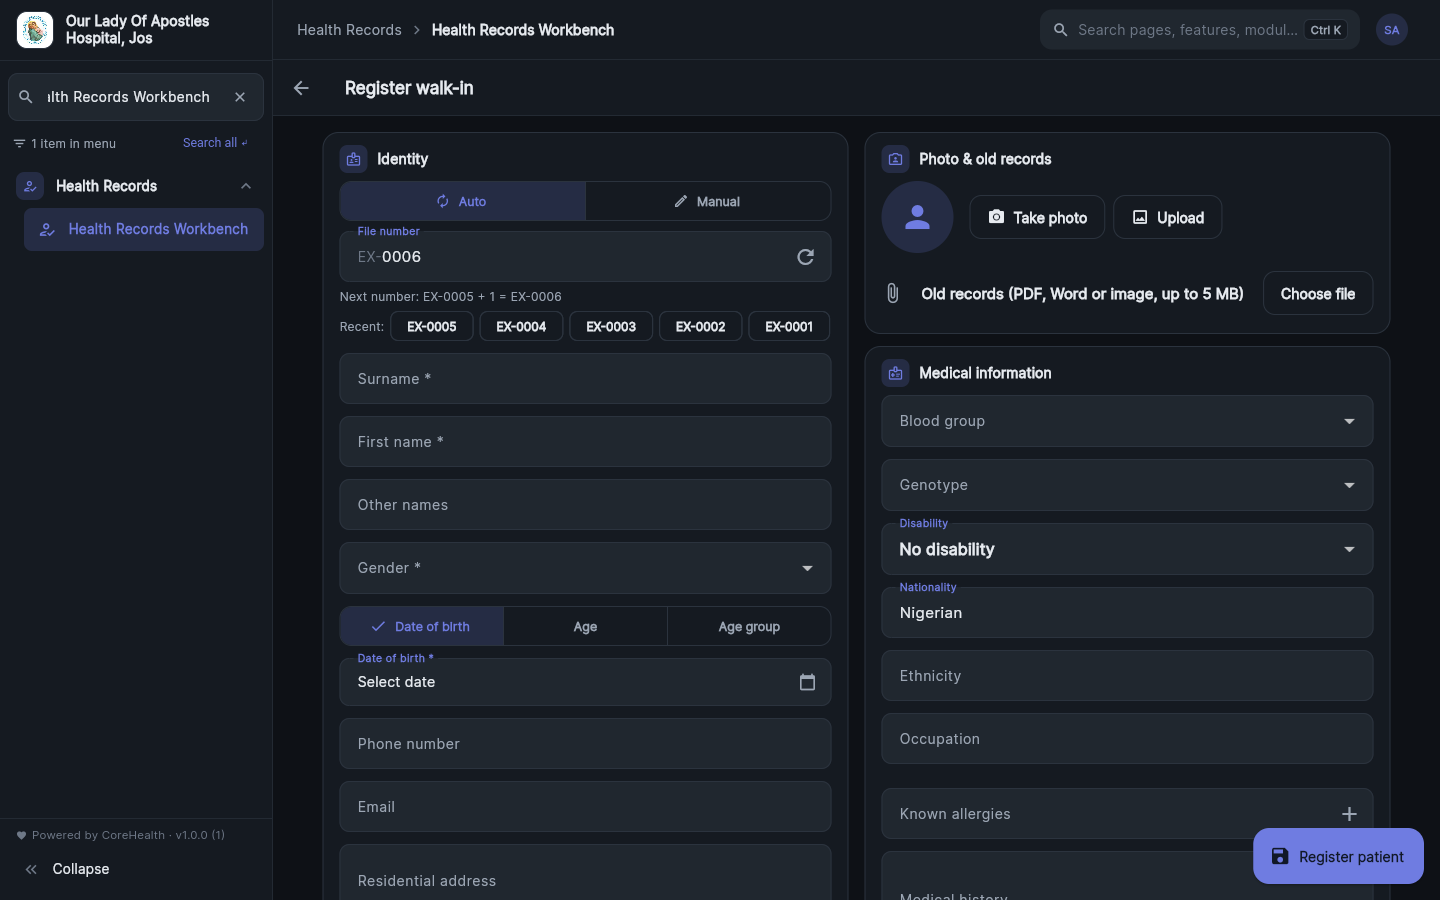 Our Lady Of Apostles
Hospital, Jos
Health Records
Health Records Workbench
Search pages, features, modul...
Ctrl K
SA
lth Records Workbench
1 item in menu
Search all
Health Records
Health Records Workbench
Powered by CoreHealth · v1.0.0 (1)
Collapse
Register walk-in
Identity
Auto
Manual
File number
EX-0006
Next number: EX-0005 + 1 = EX-0006
Recent:
EX-0005
EX-0004
EX-0003
EX-0002
EX-0001
Surname *
First name *
Other names
Gender *
Date of birth
Age
Age group
Date of birth *
Select date
Phone number
Email
Residential address
Photo & old records
Take photo
Upload
Old records (PDF, Word or image, up to 5 MB)
Choose file
Medical information
Blood group
Genotype
Disability
No disability
Nationality
Nigerian
Ethnicity
Occupation
Known allergies
Medical history
Register patient